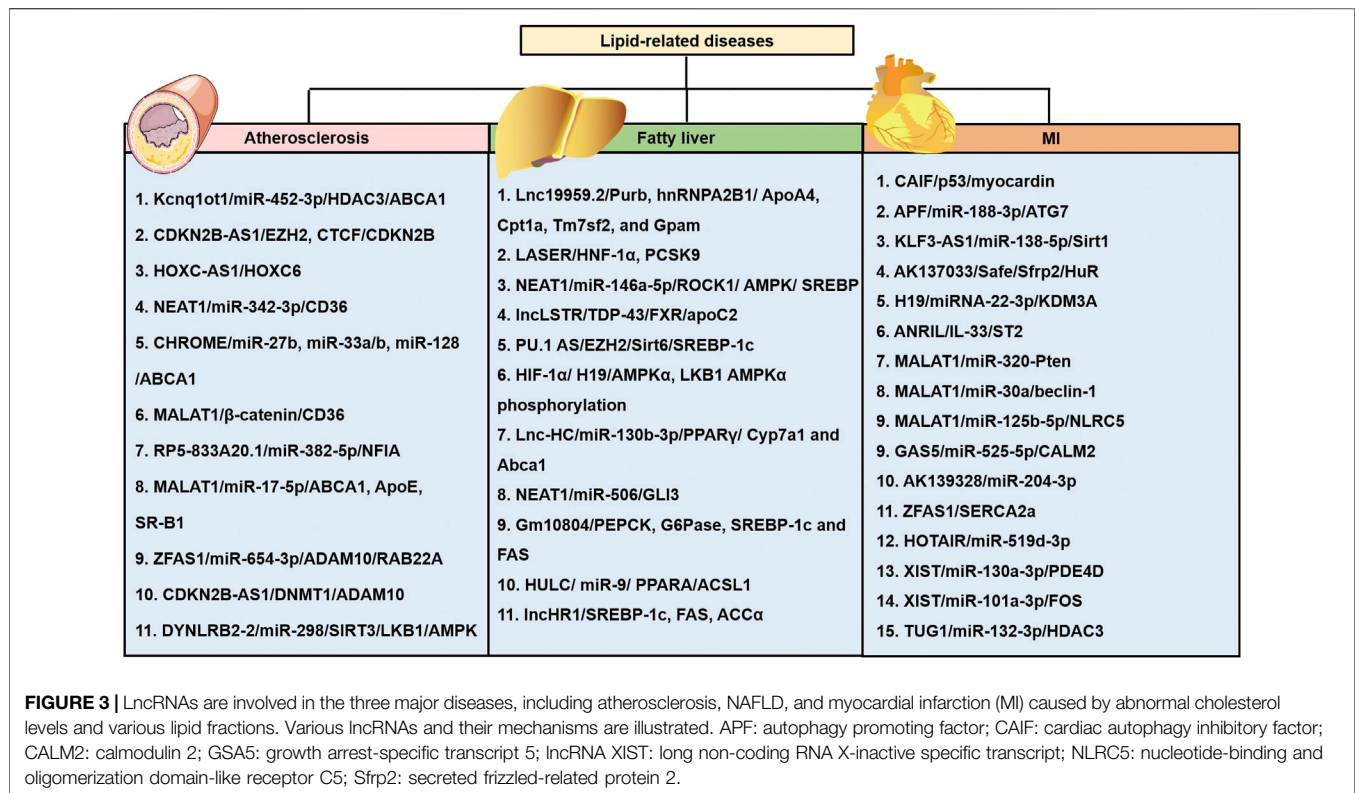 Lipid-related diseases
Atherosclerosis
1. Kcnq1ot1/miR-452-3p/HDAC3/ABCA1
2. CDKN2B-AS1/EZH2, CTCF/CDKN2B
3. HOXC-AS1/HOXC6
4. NEAT1/miR-342-3p/CD36
5. CHROME/miR-27b, miR-33a/b, miR-128
/ABCA1
6. MALAT1/β-catenin/CD36
7. RP5-833A20.1/miR-382-5p/NFIA
8. MALAT1/miR-17-5p/ABCA1, ApoE,
SR-B1
9. ZFAS1/miR-654-3p/ADAM10/RAB22A
10. CDKN2B-AS1/DNMT1/ADAM10
11. DYNLRB2-2/miR-298/SIRT3/LKB1/AMPK
Fatty liver
1. Lnc19959.2/Purb, hnRNPA2B1/ ApoA4,
Cpt1a, Tm7sf2, and Gpam
2. LASER/HNF-1α, PCSK9
3. NEAT1/miR-146a-5p/ROCK1/ AMPK/ SREBP
4. lncLSTR/TDP-43/FXR/apoC2
5. PU.1 AS/EZH2/Sirt6/SREBP-1c
6. HIF-1α/ H19/AMPKα, LKB1 AMPKα
phosphorylation
7. Lnc-HC/miR-130b-3p/PPARγ/ Cyp7a1 and
Abca1
8. NEAT1/miR-506/GLI3
9. Gm10804/PEPCK, G6Pase, SREBP-1c and
FAS
10. HULC/ miR-9/ PPARA/ACSL1
11. lncHR1/SREBP-1c, FAS, ACCα
MI
1. CAIF/p53/myocardin
2. APF/miR-188-3p/ATG7
3. KLF3-AS1/miR-138-5p/Sirt1
4. AK137033/Safe/Sfrp2/HuR
5. H19/miRNA-22-3p/KDM3A
6. ANRIL/IL-33/ST2
7. MALAT1/miR-320-Pten
8. MALAT1/miR-30a/beclin-1
9. MALAT1/miR-125b-5p/NLRC5
9. GAS5/miR-525-5p/CALM2
10. AK139328/miR-204-3p
11. ZFAS1/SERCA2a
12. HOTAIR/miR-519d-3p
13. XIST/miR-130a-3p/PDE4D
14. XIST/miR-101a-3p/FOS
15. TUG1/miR-132-3p/HDAC3
FIGURE 3 | LncRNAs are involved in the three major diseases, including atherosclerosis, NAFLD, and myocardial infarction (MI) caused by abnormal cholesterol
levels and various lipid fractions. Various lncRNAs and their mechanisms are illustrated. APF: autophagy promoting factor; CAIF: cardiac autophagy inhibitory factor;
CALM2: calmodulin 2; GSA5: growth arrest-specific transcript 5; lncRNA XIST: long non-coding RNA X-inactive specific transcript; NLRC5: nucleotide-binding and
oligomerization domain-like receptor C5; Sfrp2: secreted frizzled-related protein 2.